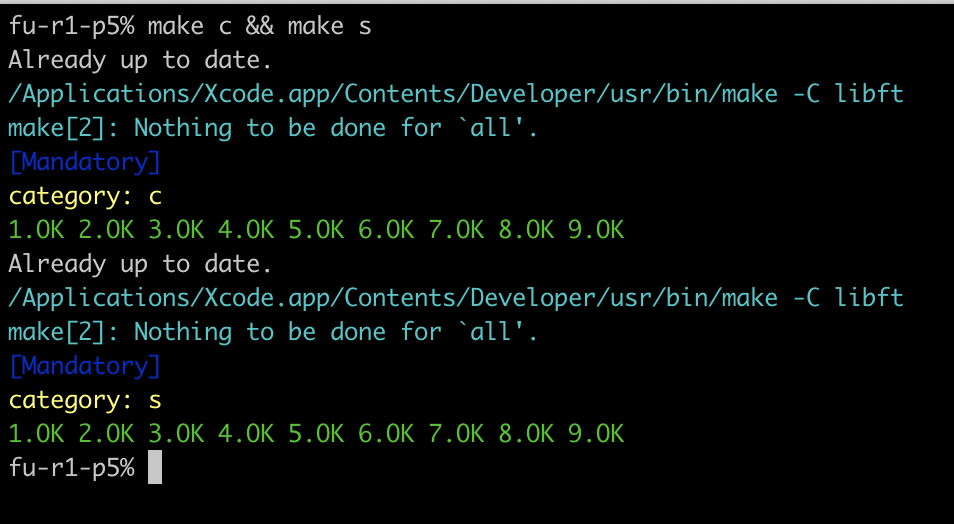 fu-r1-p5% make c && make s
Already up to date.
/Applications/Xcode.app/Contents/Developer/usr/bin/make -C libft
make[2]: Nothing to be done for `all'.
[Mandatory]
category: c
1.OK 2.OK 3.OK 4.OK 5.OK 6.OK 7.OK 8.OK 9.OK
Already up to date.
/Applications/Xcode.app/Contents/Developer/usr/bin/make -C libft
make[2]: Nothing to be done for `all'.
[Mandatory]
category: s
1.OK 2.OK 3.OK 4.OK 5.OK 6.OK 7.OK 8.OK 9.OK
fu-r1-p5%